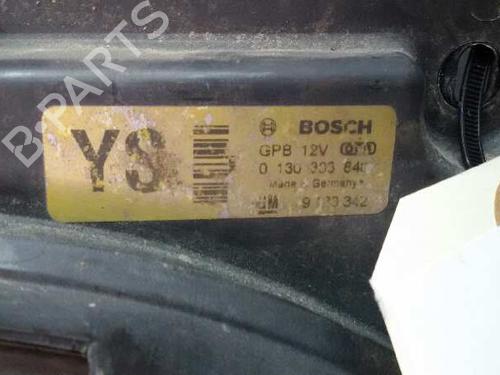 B-PARTS
YS
BOSCH
GPB 12V
0 130 303 840
Made in Germany
GM 9 133 342